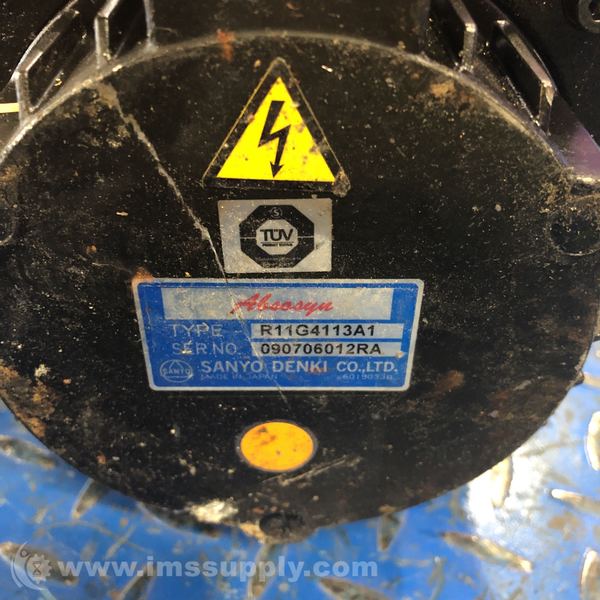 TÜV
Absosyn
TYPE R11G4113A1
SER.NO. 090706012RA
SANYO
SANYO DENKI CO.,LTD.
MADE IN JAPAN
www.imssupply.com